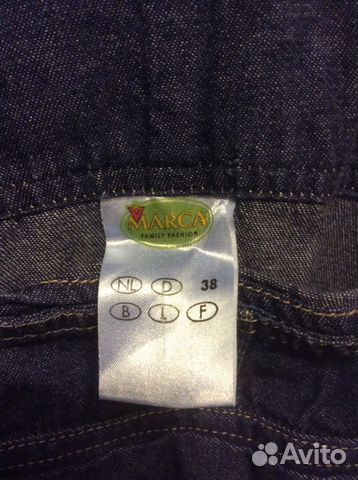 MARCA
FAMILY FASHION
NL D 38
B L F
Avito